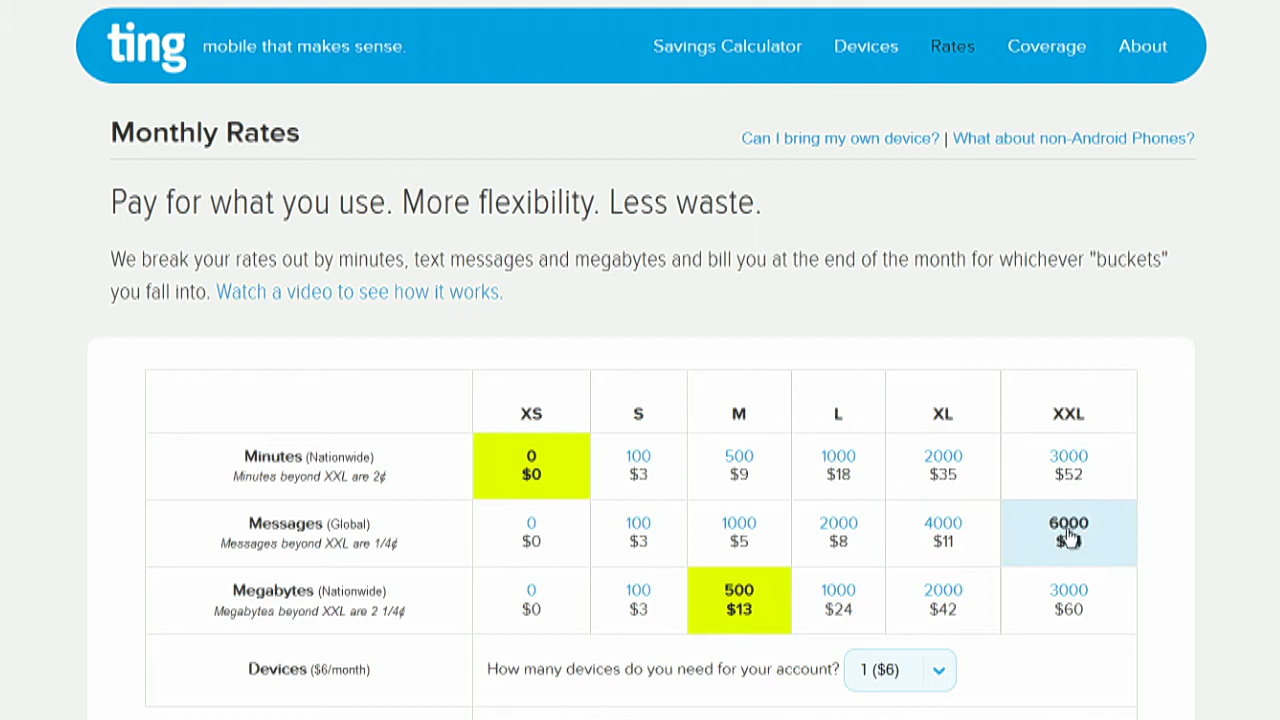 ting mobile that makes sense. Savings Calculator Devices Rates Coverage About
Monthly Rates Can I bring my own device? | What about non-Android Phones?
Pay for what you use. More flexibility. Less waste.
We break your rates out by minutes, text messages and megabytes and bill you at the end of the month for whichever "buckets"
you fall into. Watch a video to see how it works.
XS S M L XL XXL
Minutes (Nationwide) 0 100 500 1000 2000 3000
Minutes beyond XXL are 2¢ $0 $3 $9 $18 $35 $52
Messages (Global) 0 100 1000 2000 4000 6000
Messages beyond XXL are 1/4¢ $0 $3 $5 $8 $11
Megabytes (Nationwide) 0 100 500 1000 2000 3000
Megabytes beyond XXL are 2 1/4¢ $0 $3 $13 $24 $42 $60
Devices ($6/month) How many devices do you need for your account? 1 ($6)